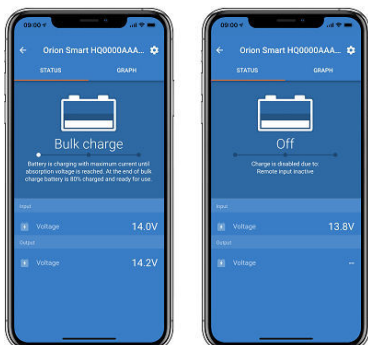 09:00
Orion Smart HQ0000AAA...
STATUS GRAPH
Bulk charge
Battery is charging with maximum current until
absorption voltage is reached. At the end of bulk
charge battery is 80% charged and ready for use.
Input
Voltage 14.0V
Output
Voltage 14.2V
09:00
Orion Smart HQ0000AAA...
STATUS GRAPH
Off
Charge is disabled due to:
Remote input inactive
Input
Voltage 13.8V
Output
Voltage --